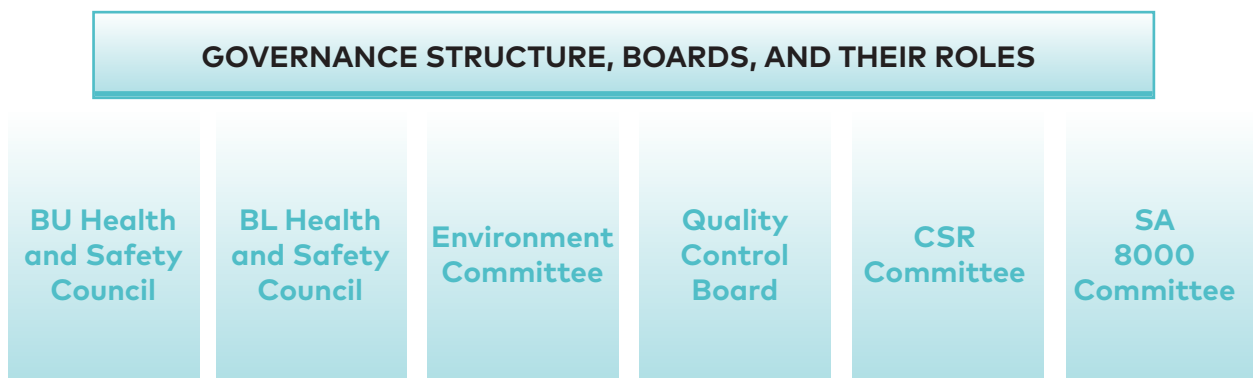 GOVERNANCE STRUCTURE, BOARDS, AND THEIR ROLES
BU Health
and Safety
Council
BL Health
and Safety
Council
Environment
Committee
Quality
Control
Board
CSR
Committee
SA
8000
Committee